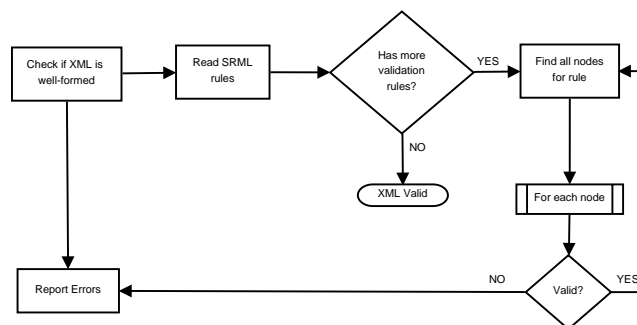 Check if XML is
well-formed
Read SRML
rules
Has more
validation
rules?
YES
Find all nodes
for rule
NO
XML Valid
For each node
Report Errors
NO
Valid?
YES